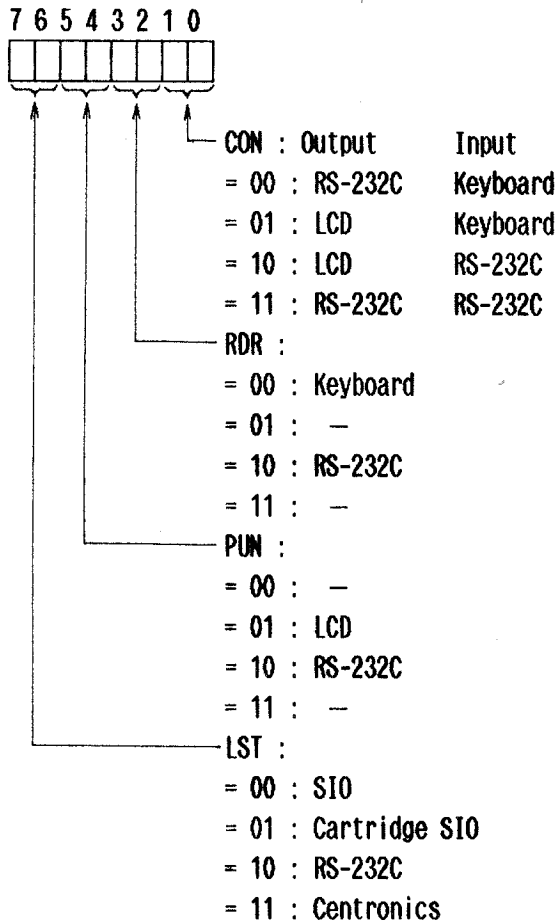 7 6 5 4 3 2 1 0
CON : Output Input
= 00 : RS-232C Keyboard
= 01 : LCD Keyboard
= 10 : LCD RS-232C
= 11 : RS-232C RS-232C
RDR :
= 00 : Keyboard
= 01 : —
= 10 : RS-232C
= 11 : —
PUN :
= 00 : —
= 01 : LCD
= 10 : RS-232C
= 11 : —
LST :
= 00 : SIO
= 01 : Cartridge SIO
= 10 : RS-232C
= 11 : Centronics